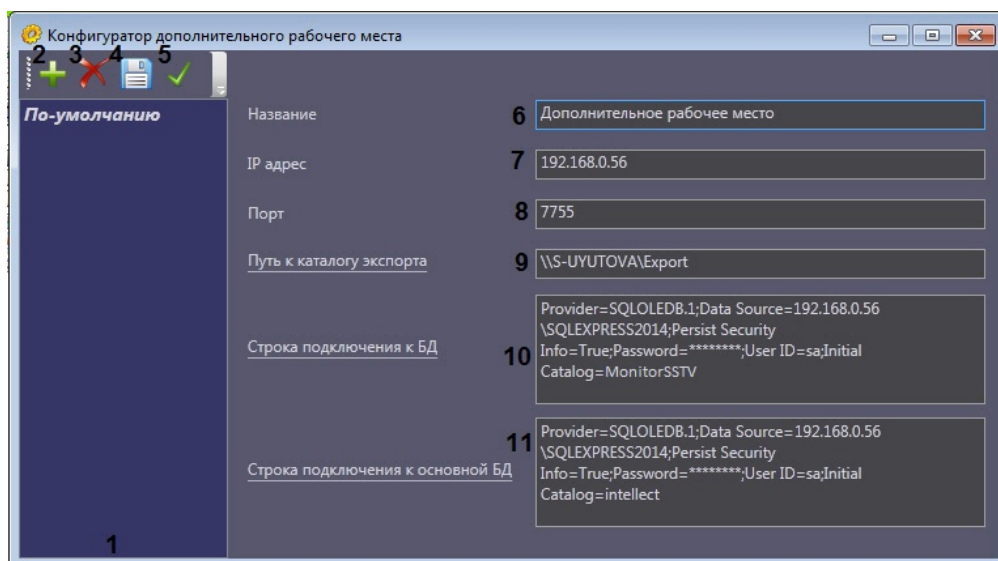 Конфигуратор дополнительного рабочего места
2 3 4 5
По-умолчанию
Название 6 Дополнительное рабочее место
IP адрес 7 192.168.0.56
Порт 8 7755
Путь к каталогу экспорта 9 \\S-UYUTOVA\Export
Строка подключения к БД 10
Provider=SQLOLEDB.1;Data Source=192.168.0.56
\SQLEXPRESS2014;Persist Security
Info=True;Password=********;User ID=sa;Initial
Catalog=MonitorSSTV
Строка подключения к основной БД 11
Provider=SQLOLEDB.1;Data Source=192.168.0.56
\SQLEXPRESS2014;Persist Security
Info=True;Password=********;User ID=sa;Initial
Catalog=intellect
1